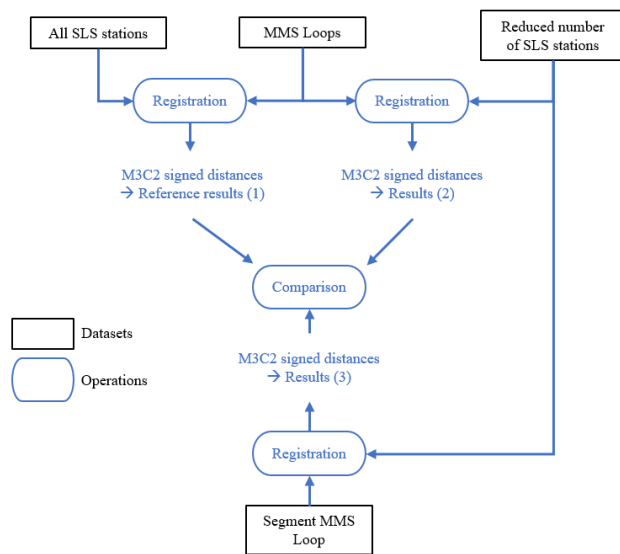 All SLS stations
MMS Loops
Reduced number
of SLS stations
Registration
Registration
M3C2 signed distances
→ Reference results (1)
M3C2 signed distances
→ Results (2)
Comparison
Datasets
Operations
M3C2 signed distances
→ Results (3)
Registration
Segment MMS
Loop